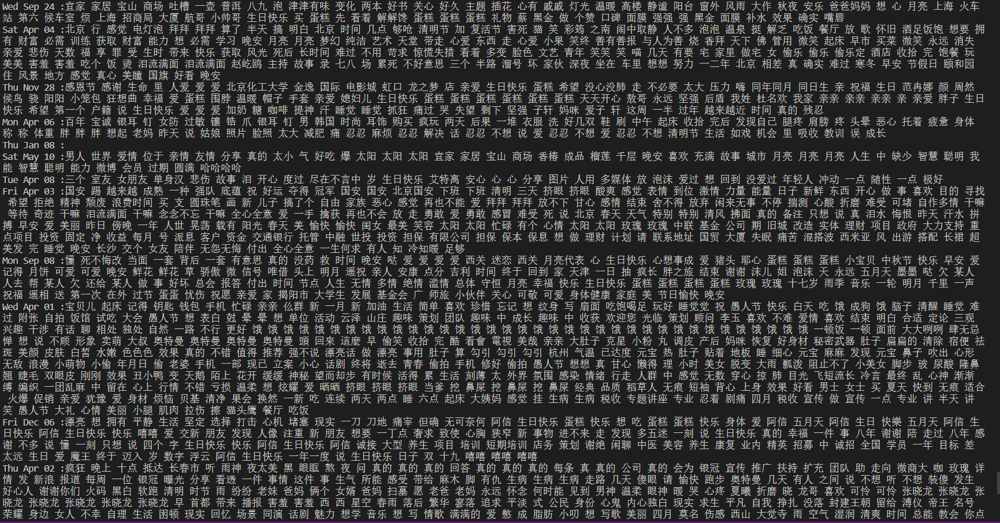 Wed Sep 24 :宜家 家居 宝山 商场 吐槽 一壶 普洱 八九 泡 津津有味 变化 两本 好书 关心 好久 主题 插花 心有 戚戚 灯光 温暖 高楼 静谧 阳台 窗外 风雨 大作 秋夜 安乐 爸爸妈妈 想 心 月亮 上海 火车
站 第六 候车室 烦 上海 招商局 大厦 航哥 小帅哥 生日快乐 买 蛋糕 先 看着 解解馋 蛋糕 蛋糕 蛋糕 礼物 蔡 黑金 做 个赞 口碑 面膜 强强 强 黑金 面膜 补水 效果 确实 嘴唇
Sat Apr 04 :北京 行 感觉 电灯泡 拜拜 拜拜 算了 半天 搞 明白 北京 时间 几点 够呛 清明节 加 复活节 害死 猫 笑 彩筠 之南 闹中取静 人不多 泡泡 温泉 挺 解乏 吃饭 餐厅 放 歌 怀旧 酒足饭饱 想要 拥
有 财富 必需 训练 获取 财富 能力 想 必需 学习 晚安 月亮 月亮 梦幻 纯洁 艺术 天堂 带走 心爱 东西 走 心爱 小果 笑终 善有善报 与人为善 烧 香拜 天下 佛 管用 微笑 起床 早市 买菜 微笑 永远 消失
亲爱 悲伤 天数 福 享 罪 受 生时 带来 快乐 获取 风光 死后 长时间 难过 不用 苛求 惊慌失措 看着 多变 脸色 文艺 青年 笑笑 笑 喵 几天 有要 宅 家里 做宅 女 偷乐 偷乐 偷乐定 酒店 收拾 完 饱餐 玩
美美 害羞 害羞 吃个 饭 烫 泪流满面 泪流满面 赵屹鸥 主持 故事 录 七八 场 累死 不好意思 三个 半路 溜号 坏 家伙 深夜 坐在 车里 想想 努力 一二年 北京 相差 真 确实 难过 寒冬 早安 节假日 颐和园
住 风景 地方 感觉 真心 美瞳 国旗 好看 晚安
Thu Nov 28 :感恩节 感谢 生命 里 人爱 爱 爱 北京化工大学 金逸 国际 电影城 虹口 龙之梦 店 亲爱 生日快乐 蛋糕 希望 没心没肺 走 不必要 太大 压力 嗨 同年同月 同日生 亲 祝福 生日 范冉娜 颜 周然
候鸟 骁 阳阳 小笼包 狂想曲 幸福 爱 蛋糕 围脖 温暖 帽子 手套 亲爱 媳妇儿 生日快乐 蛋糕 蛋糕 蛋糕 蛋糕 蛋糕 蛋糕 天天开心 敖哥 永远 坚强 后盾 我姓 杜名欢 我家 亲亲 亲亲 亲亲 亲 亲爱 胖子 生日
快乐 希望 第一个 户籍 说 生日快乐 爱 爱 爱 加奶 糖 咖啡 提神 汗 睡觉 睡觉 抓狂 痛过 哭 失望 剩下 坚强 子轩 妈咪 爱子 轩 这周 一半 过年 越来越近 时间 真的 残忍
Mon Apr 06 :百年 宝诚 银耳 钉 女防 过敏 镶 锆 爪 银耳 钉 男 韩国 时尚 耳饰 购买 疯玩 两天 后果 一堆 衣服 洗 好几双 鞋 刷 中午 起床 收拾 完后 发现自己 腿疼 肩膀 疼 头晕 恶心 托着 疲惫 身体
称 称 体重 胖 胖 胖 想起 老妈 昨天 说 姑娘 照片 脸照 太大 减肥 痛 忍忍 麻烦 忍忍 解决 话 忍忍 不想 说 爱 忍忍 不想 爱 忍忍 不想 清明节 生活 如戏 机会 里 吸收 教训 误 成长
Thu Jan 08 :
Sat May 10 :男人 世界 爱情 位于 亲情 友情 分享 真的 太小 气 好吃 爆 太阳 太阳 太阳 宜家 家居 宝山 商场 香椿 成品 榴莲 千层 晚安 喜欢 充满 故事 城市 月亮 月亮 月亮 人生 中 缺少 智慧 聪明 我
能 智慧 聪明 能力 微博 会员 过期 圆满 哈哈哈哈
Tue Apr 08 :三个 室友 女朋友 单身汉 悲伤 故事 泪 开心 度过 尽在不言中 岁 生日快乐 艾特离 安心 心 心 分享 图片 人用 多媒体 放 泡沫 爱过 想 回到 没爱过 年轻人 冲动 一点 随性 一点 极好
Fri Apr 03 :国安 踢 越来越 成熟 一种 强队 底蕴 祝 好运 夺得 冠军 国安 国安 北京国安 下班 下班 清明 三天 挤眼 挤眼 酸爽 感觉 表情 到位 激情 力量 能量 日子 新鲜 东西 开心 做 事 喜欢 目的 寻找
希望 拒绝 精神 颓废 浪费时间 买 支 圆珠笔 画 新 儿子 搞了个 自由 家族 恶心 感觉 再也不能 爱 拜拜 拜拜 放不下 甘心 感情 结束 舍不得 放弃 闲来无事 不停 揣测 心酸 折磨 难受 可堵 自作多情 干嘛
等待 奇迹 干嘛 泪流满面 干嘛 念念不忘 干嘛 全心全意 爱 一手 擒获 再也不会 放 走 勇敢 爱 勇敢 感冒 难受 死 说 北京 春天 天气 特别 特别 清风 拂面 真的 备注 只想 说 真 泪水 悔恨 昨天 汗水 拼
搏 早安 爱 美丽 昨日 傍晚 一年 人世 晃荡 载有 阳光 春天 美 愉快 愉快 闺女 最美 笑容 太阳 太阳 忙碌 有个 心情 太阳 太阳 玫瑰 玫瑰 中联 基金 公司 期 旧城 改造 实体 理财 项目 政府 大力支持 重
点项目 投资 固定 净 收益 每月 号 派息 客户 资金 交通银行 托管 中融 世投 投资 担保 有限公司 担保 保本 保息 想 做 理财 计划 请 联系地址 国贸 大厦 失眠 痛苦 混搭波 西米亚 风 出游 搭配 长裙 超
美发 完 睡觉 晚安 长沙 交个 女友 陪伴 无怨无悔 付出 全心全意 一生何求 有人 知 冷知暖 足够
Mon Sep 08 :懂 死不悔改 当面 一套 背后 一套 有意思 真的 没药 救 时间 晚安 哒 爱 爱 爱 爱 西关 迷恋 西关 月亮代表 心 生日快乐 心想事成 爱 猪头 耶心 蛋糕 蛋糕 蛋糕 小宝贝 中秋节 快乐 早安 爱
记得 月饼 可爱 可爱 晚安 鲜花 鲜花 草 骄傲 微 信号 唯借 头上 明月 遥祝 亲人 安康 点分 吉利 时间 终于 回到 家 天津 一日 抽 疯长 胖之旅 结束 谢谢 沫儿 姐 泡沫 天 永远 五月天 墨墨 哒 欠 某人
人去 帮 某人 欠 还给 某人 做 事 好坏 总会 报答 付出 时间 节点 人生 无情 多情 绝情 滥情 总体 守恒 月亮 幸福 快乐 生日快乐 蛋糕 蛋糕 蛋糕 蛋糕 玫瑰 玫瑰 十七岁 雨季 音乐 一轮 明月 千里 一声
祝福 遥相 送 第一次 在外 过节 蛋蛋 忧伤 祝愿 亲爱 家 揭阳市 大学生 发展 基金会 广 师旅 小伙伴 关心 可敬 可爱 身体健康 家庭 美 节日愉快 晚安
Wed Apr 01 :宝贝儿 起床 记得 钥匙 钱包 手机 忙碌 亲亲 仫群 新 一月 新 加油 生活 简单 喜欢 珍惜 忘记 想 纹身 写 扇面 吃饱喝足 玩好 睡觉觉 祝 愚人节 快乐 白天 吃 饿 成狗 饿 脑子 清醒 睡觉 难
过 附张 自拍 饭馆 试吃 大会 愚人节 想 表白 尅 晕 晕 想 单位 活动 云泽 山庄 趣味 策划 团队 趣味 中 成长 趣味 中 收获 欢迎您 光临 策划 顾问 李玉 喜欢 不难 爱情 喜欢 结束 明白 合适 定论 三观
兴趣 干涉 有话 聊 相处 独处 自然 一路 不行 更好 饿 饿 饿 饿 饿 饿 饿 饿 饿 饿 饿 饿 饿 饿 饿 饿 饿 饿 饿 饿 饿 饿 饿 饿 饿 饿 饿 饿 饿 饿 饿 饿 饿 饿 饿 饿 一顿饭 一顿 面前 大大咧咧 肆无忌
惮 想 说 不顾 形象 卖萌 大叔 奥特曼 奥特曼 奥特曼 奥特曼 頭 回來 這麼 早 偷笑 收拾 完 酷 看會 電視 美哉 亲亲 大肚子 克星 小粉 丸 调皮 产后 妈咪 恢复 好身材 秘密武器 肚子 扁扁的 清除 宿便 祛
斑 美颜 皮肤 白皙 水嫩 色色色 效果 真的 不错 值得 推荐 强不说 漂亮话 做 漂亮 事用 肚子 算 勾引 勾引 勾引 杭州 气温 已达度 元宝 热 肚子 贴着 地板 睡 细心 元宝 麻麻 发现 元宝 鼻子 吹出 心形
无敌 浪漫 小萌物 小偷 年月日 偷 老婆 手机 一部 现已 立案 小心 话剧 终将 逝去 青春 偷拍 手机 修好 偷拍 愚人节 想想 真 甘心 懒得 理 小时 美女 脱变 大雨 瓢泼 阻止不了 小美女 脚步 玻 尿酸 隆鼻
翘 睫毛 双眼皮 刚刚 效果 丑小鸭 变 天鹅 陌上 花开 缓缓 神秘 望而却步 有时候 活得 累 生活 刻薄 太 外界 氛围 感染 情绪 行走 人群 中 感觉 无数 穿心 掠 肺 目光 飞短流长 冷言 最终 乱 心神 渐渐
缚 编织 一团乱麻 中 留在 心上 行情 不错 亏损 温柔 想 炫耀 爱 晒晒 挤眼 挤眼 挤眼 当爹 挖 鼻屎 挖 鼻屎 挖 鼻屎 经典 品质 稻草人 无痕 短袖 背心 上身 效果 好看 男士 女士 买 夏天 快到 无痕 适合
火爆 促销 亲爱 犹豫 爱 身材 烦恼 贝基 清净 果会 换然 一新 吃 连续 两天 两点 睡 六点 起床 大姨妈 感觉 挂 生病 生病 税收 专题讲座 专业 忍着 剧痛 四月 税收 宣传 做 宣传 一点 专业 讲 半天 讲
笑 愚人节 大礼 心情 美丽 小腿 肌肉 拉伤 擦 猫头鹰 餐厅 吃饭
Fri Dec 06 :漂亮 想 拥有 平静 生活 坚定 选择 打击 心机 堵塞 现实 一刀 刀地 痛宰 但确 无可奈何 阿信 生日快乐 蛋糕 快乐 想 吃 蛋糕 蛋糕 快乐 身体 爱 阿信 五月天 阿信 生日 快樂 五月天 阿信 生
日快乐 阿信 生日快乐 快乐 嘻嘻 爱 交新 朋友 发现 人像 注重 新 朋友 想要 一丁点 奢求 致使 心胸 狭窄 新 事物 进不来 走 发现 多五迷 一刻 说 生日快乐 真的 幸福 一件 事 八年 谢谢 陪 走过 八年 感
谢 不多 说 懂 一刻 只想 说 四个 字 生日快乐 快乐 阿信 生日快乐 阿信 诚接 大型 养生 项目 培训 短期培训 店务 策划 谢绝 闲聊 中医 美容 养生 康复 业内 精英 招募 中 诚招 全国 学员 一年 目标 差
太远 生日 爱 魔王 终于 迈入 岁 数字 浮云 阿信 生日快乐 一年一度 说 生日快乐 日子 双 十九 嘻嘻 嘻嘻 嘻嘻
Thu Apr 02 :疯狂 晚上 十点 抵达 长春市 听 雨神 夜太美 黑 眼眶 熬 夜 问 真的 真的 真的 回答 真的 真的 真的 每条 真 真的 公司 真的 会为 银冠 宣传 推广 扶持 扩充 团队 助 走向 微商大 咖 玫瑰 详
情 发 新浪 报道 每周 一位 银冠 曝光 分享 看透 一件 事情 这件 事 生气 所能 感受 带给 麻木 脚 有仇 生病 生病 生病 走路 几天 傻眼 请 愉快 跑步 奥特曼 几天 有人 之间 说 不想 听 不想 装傻 发生
好心人 谢谢你们 火码 黑白 软跑 清明 时节 雨 纷纷 老妹 爸妈 俩个 女婿 爸妈 扫墓 愿 老爸 老妈 永远 怀念 何时能 见到 男神 温柔 眼神 暖 哭 心疼 夏曦 折磨 晓 龙哥 喜欢 可怜 可怜 张晓龙 张晓龙 张
晓龙 张晓龙 张晓龙 张晓龙 早 首都 带来 播报 害羞 害羞 西 西 星空 春雨 落后 繁华 寥落 追求 平淡 式 公民 身份 心鬼 内心独白 现实 求生 平凡 自我 挣扎 没落 封建王朝 留给 溥仪 帝王 名号
荣耀 身边 女人 不幸 自理 生活 困顿 现实 回忆 场景 同演 话剧 魅力 想学 音乐 想 写 情歌 满满的 爱 憋 成 脂肪 小叨 想 写歌 美丽 四月 莫名 伤感 西山 大觉寺 雨 空气 湿润 清爽 时间 总能 教会 你点